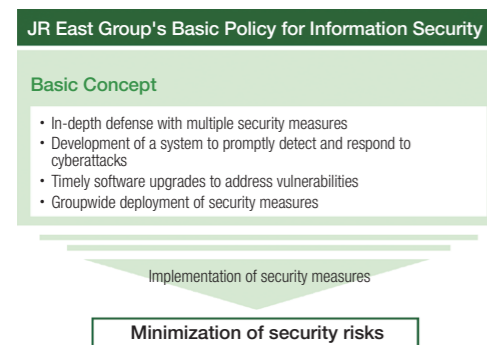 JR East Group's Basic Policy for Information Security
Basic Concept
• In-depth defense with multiple security measures
• Development of a system to promptly detect and respond to
cyberattacks
• Timely software upgrades to address vulnerabilities
• Groupwide deployment of security measures
Implementation of security measures
Minimization of security risks